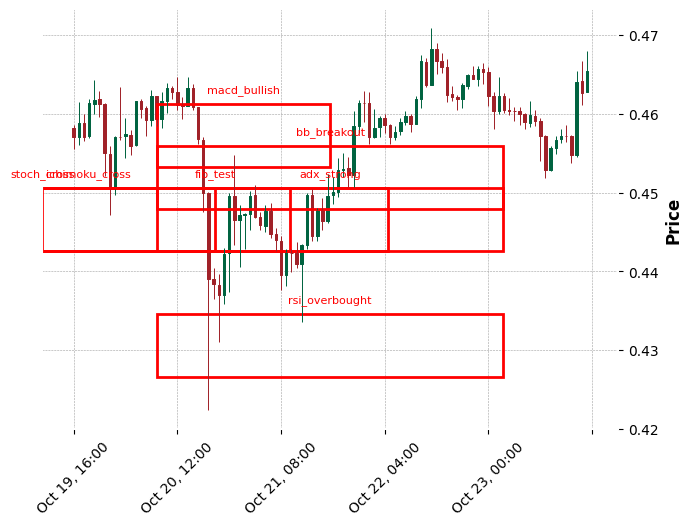 0.47
macd_bullish
0.46
bb_breakout
stoch_cross
ichimoku_cross
fib_test
adx_strong
0.45
Price
0.44
rsi_overbought
0.43
0.42
Oct 19, 16:00
Oct 20, 12:00
Oct 21, 08:00
Oct 22, 04:00
Oct 23, 00:00